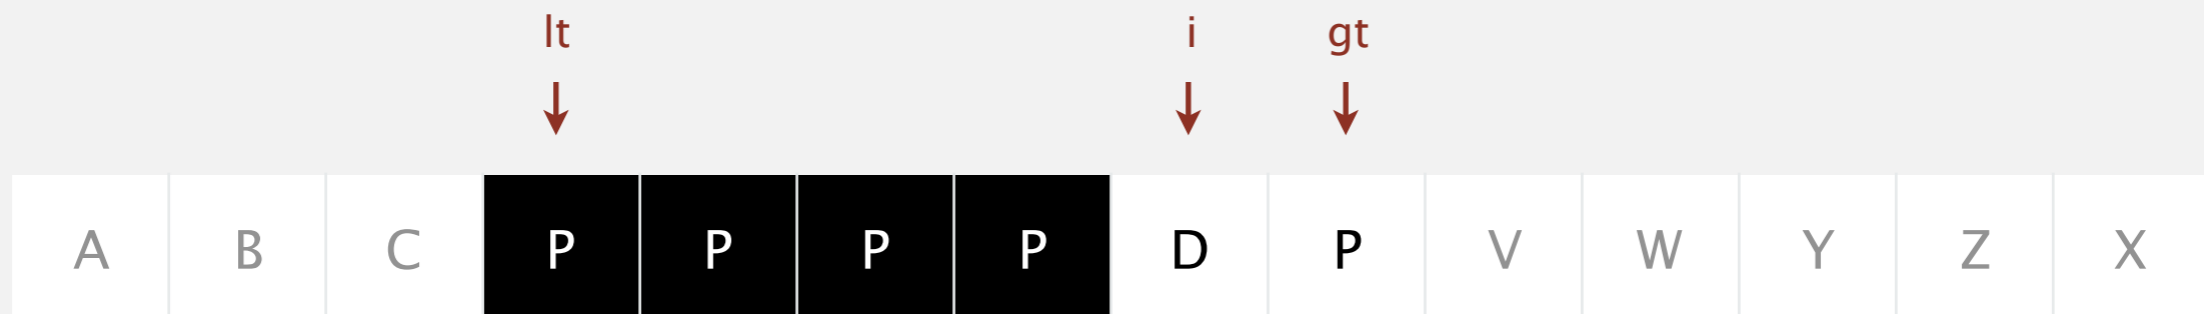 lt i gt
A B C P P P P D P V W Y Z X